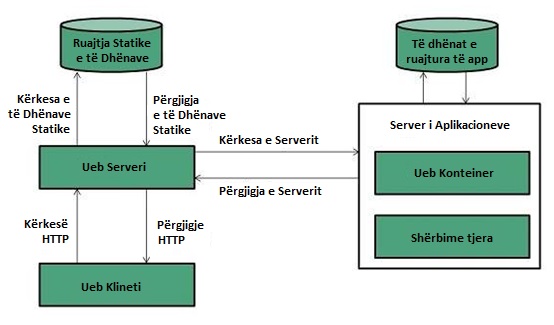 Ruajtja Statike
e të Dhënave
Të dhënat e
ruajtura të app
Kërkesa e
të Dhënave
Statike
Përgjigja
e të Dhënave
Statike
Server i Aplikacioneve
Kërkesa e Serverit
Ueb Serveri
Ueb Konteiner
Përgjigja e Serverit
Kërkesë
HTTP
Përgjigje
HTTP
Shërbime tjera
Ueb Klineti